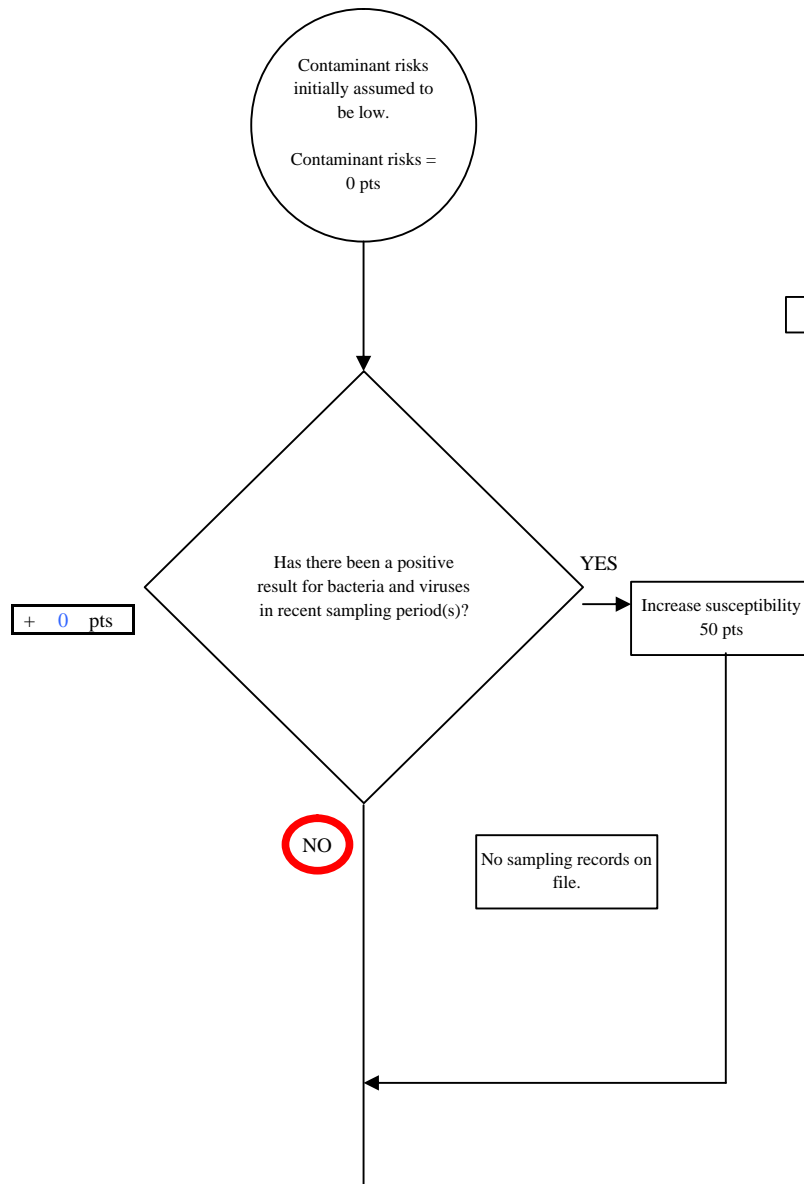 Contaminant risks
initially assumed to
be low.
Contaminant risks =
0 pts
Has there been a positive
result for bacteria and viruses
in recent sampling period(s)?
YES
Increase susceptibility
50 pts
+ 0 pts
NO
No sampling records on
file.